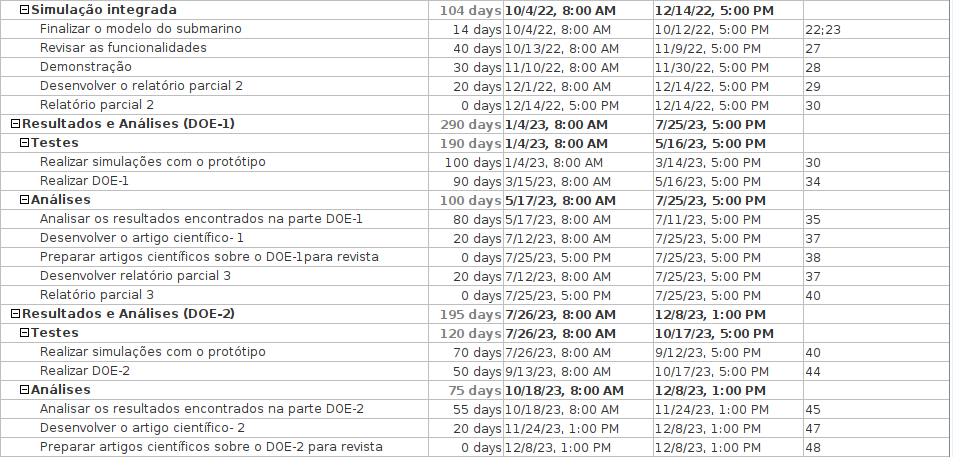 Simulação integrada 104 days 10/4/22, 8:00 AM 12/14/22, 5:00 PM
Finalizar o modelo do submarino 14 days 10/4/22, 8:00 AM 10/12/22, 5:00 PM 22;23
Revisar as funcionalidades 40 days 10/13/22, 8:00 AM 11/9/22, 5:00 PM 27
Demonstração 30 days 11/10/22, 8:00 AM 11/30/22, 5:00 PM 28
Desenvolver o relatório parcial 2 20 days 12/1/22, 8:00 AM 12/14/22, 5:00 PM 29
Relatório parcial 2 0 days 12/14/22, 5:00 PM 12/14/22, 5:00 PM 30
Resultados e Análises (DOE-1) 290 days 1/4/23, 8:00 AM 7/25/23, 5:00 PM
Testes 190 days 1/4/23, 8:00 AM 5/16/23, 5:00 PM
Realizar simulações com o protótipo 100 days 1/4/23, 8:00 AM 3/14/23, 5:00 PM 30
Realizar DOE-1 90 days 3/15/23, 8:00 AM 5/16/23, 5:00 PM 34
Análises 100 days 5/17/23, 8:00 AM 7/25/23, 5:00 PM
Analisar os resultados encontrados na parte DOE-1 80 days 5/17/23, 8:00 AM 7/11/23, 5:00 PM 35
Desenvolver o artigo científico- 1 20 days 7/12/23, 8:00 AM 7/25/23, 5:00 PM 37
Preparar artigos científicos sobre o DOE-1para revista 0 days 7/25/23, 5:00 PM 7/25/23, 5:00 PM 38
Desenvolver relatório parcial 3 20 days 7/12/23, 8:00 AM 7/25/23, 5:00 PM 37
Relatório parcial 3 0 days 7/25/23, 5:00 PM 7/25/23, 5:00 PM 40
Resultados e Análises (DOE-2) 195 days 7/26/23, 8:00 AM 12/8/23, 1:00 PM
Testes 120 days 7/26/23, 8:00 AM 10/17/23, 5:00 PM
Realizar simulações com o protótipo 70 days 7/26/23, 8:00 AM 9/12/23, 5:00 PM 40
Realizar DOE-2 50 days 9/13/23, 8:00 AM 10/17/23, 5:00 PM 44
Análises 75 days 10/18/23, 8:00 AM 12/8/23, 1:00 PM
Analisar os resultados encontrados na parte DOE-2 55 days 10/18/23, 8:00 AM 11/24/23, 1:00 PM 45
Desenvolver o artigo científico- 2 20 days 11/24/23, 1:00 PM 12/8/23, 1:00 PM 47
Preparar artigos científicos sobre o DOE-2 para revista 0 days 12/8/23, 1:00 PM 12/8/23, 1:00 PM 48